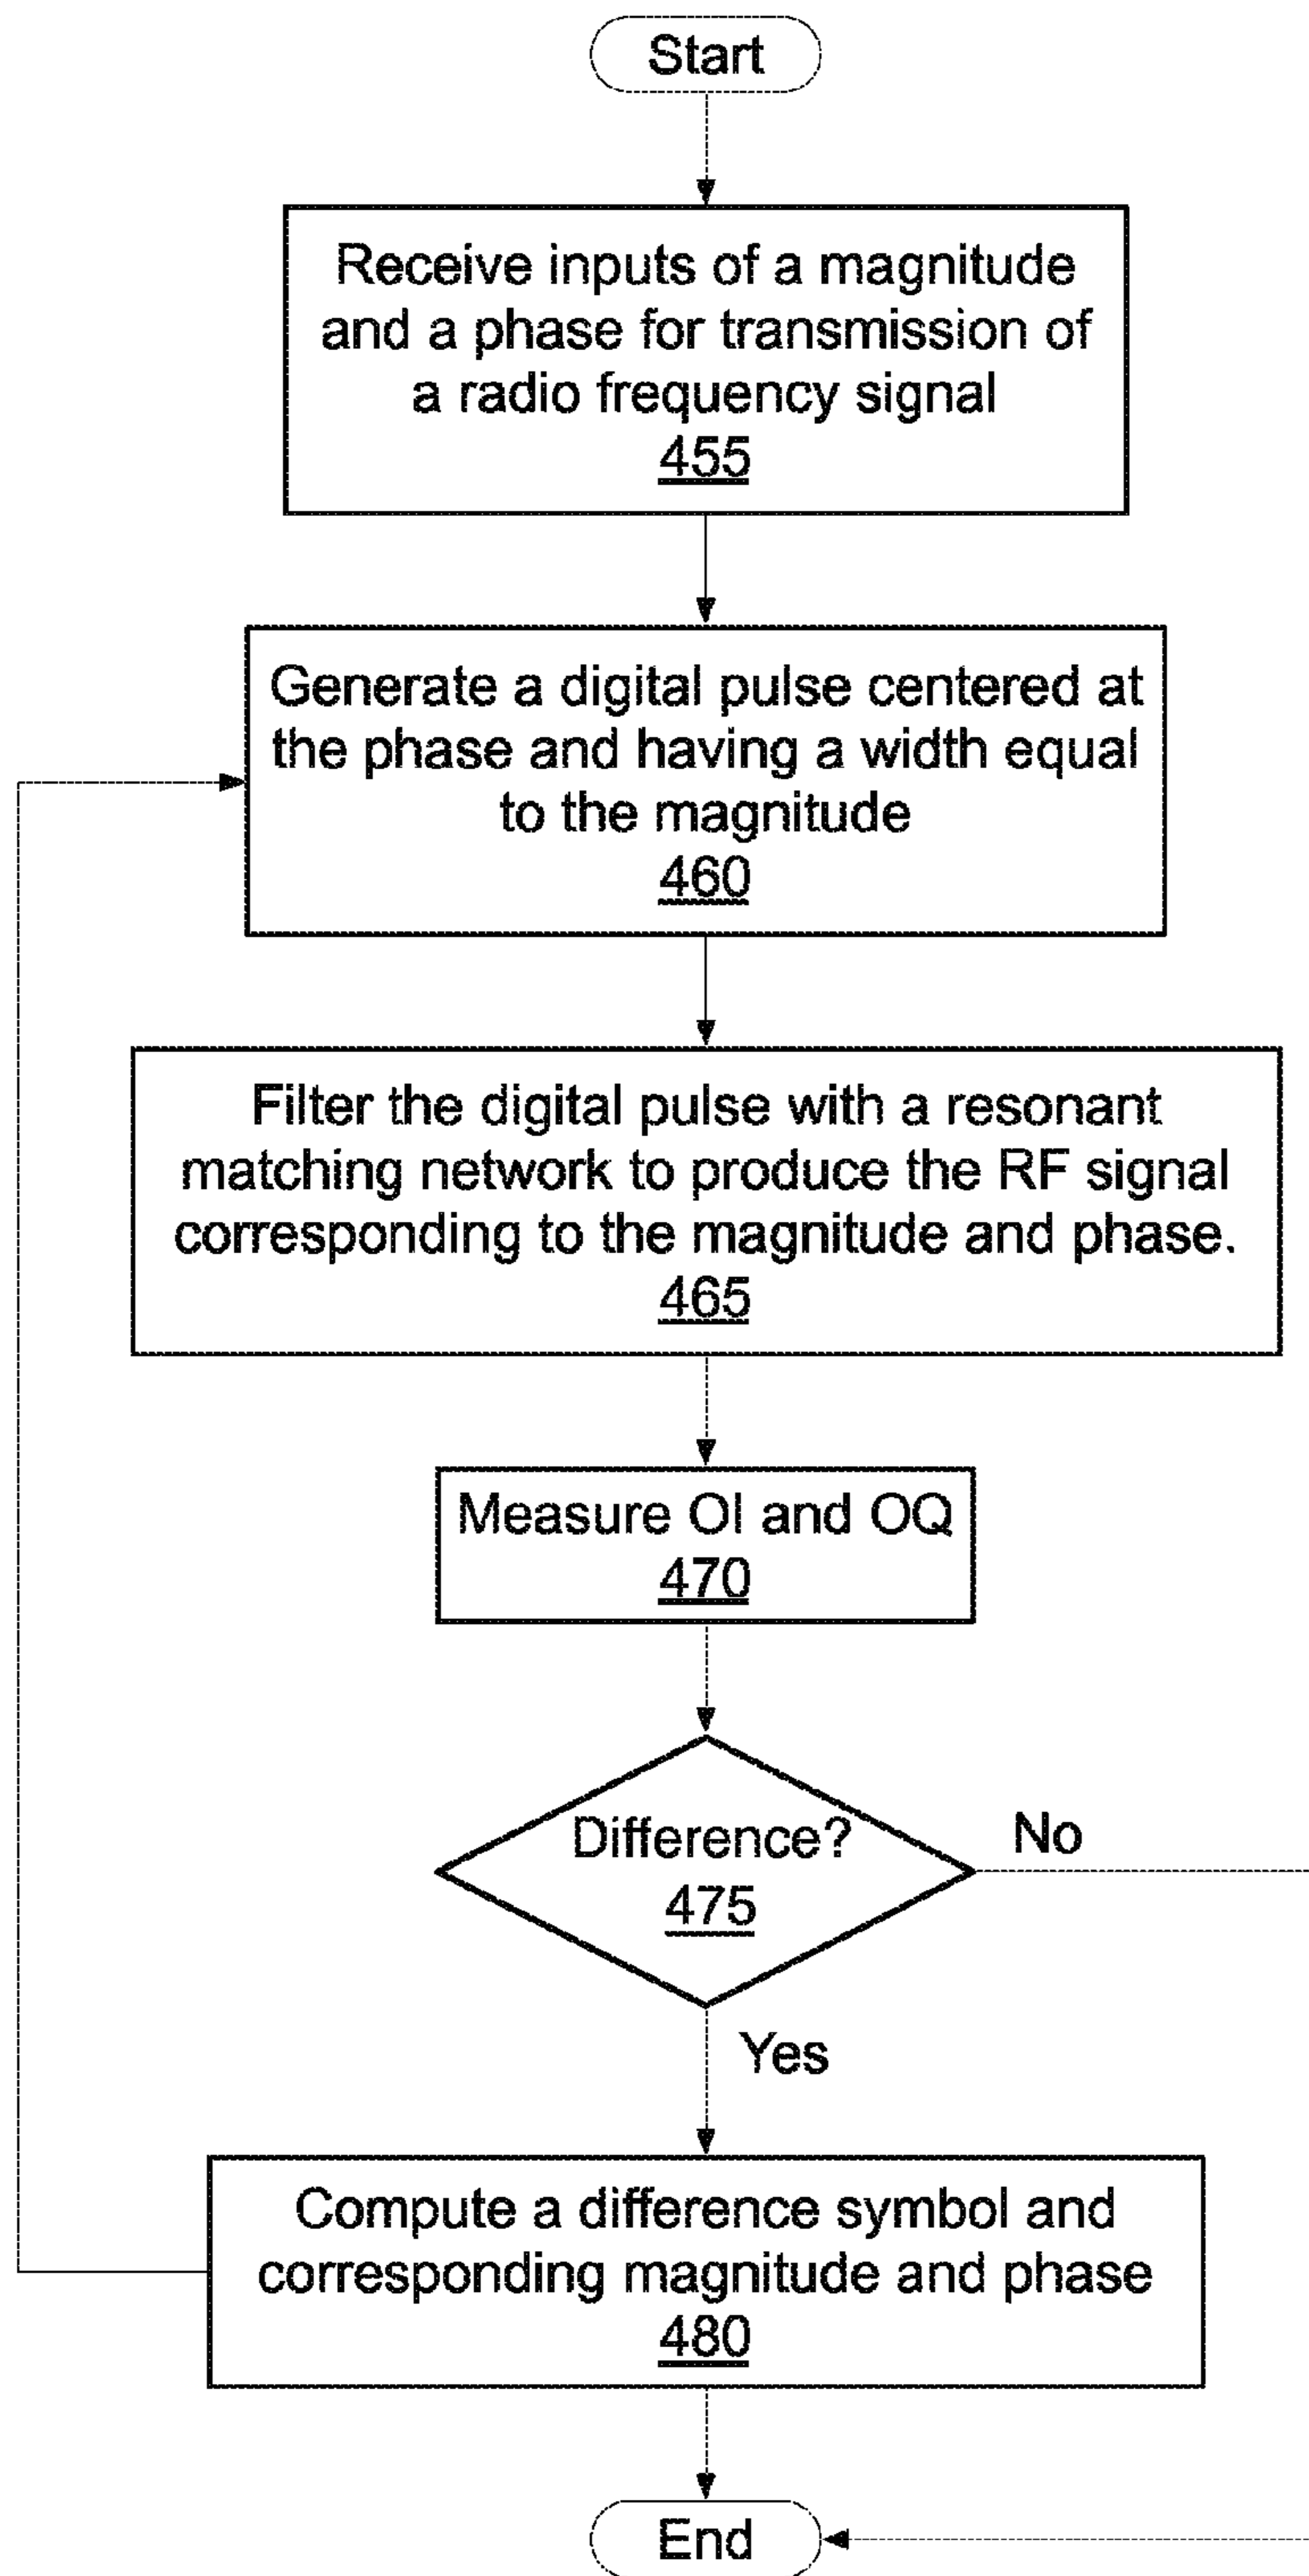 Start
Receive inputs of a magnitude
and a phase for transmission of
a radio frequency signal
455
Generate a digital pulse centered at
the phase and having a width equal
to the magnitude
460
Filter the digital pulse with a resonant
matching network to produce the RF signal
corresponding to the magnitude and phase.
465
Measure OI and OQ
470
Difference?
475
No
Yes
Compute a difference symbol and
corresponding magnitude and phase
480
End